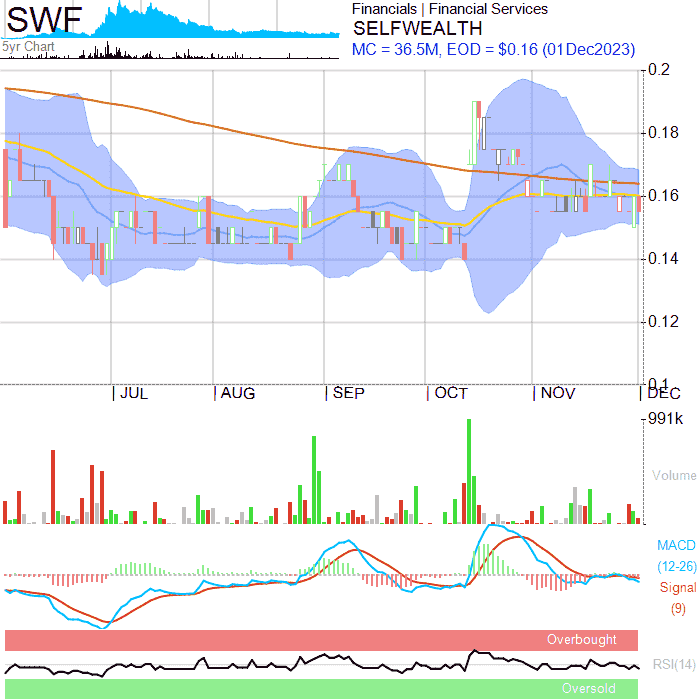 SWF
5yr Chart
Financials | Financial Services
SELFWEALTH
MC = 36.5M, EOD = $0.16 (01Dec2023)
0.2
0.18
0.16
0.14
0.12
0.1
| JUL | AUG | SEP | OCT | NOV | DEC
991k
Volume
MACD
(12-26)
Signal
(9)
Overbought
RSI(14)
Oversold